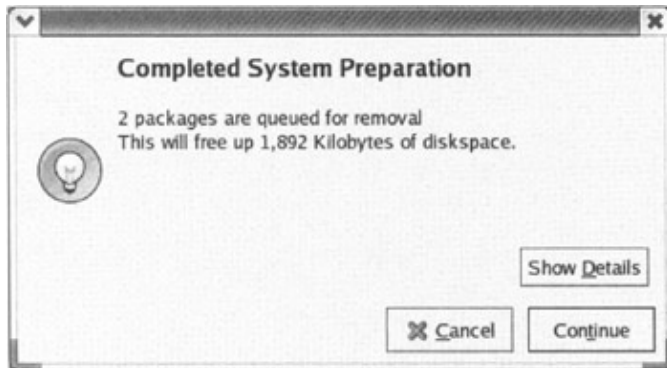 Completed System Preparation
2 packages are queued for removal
This will free up 1,892 Kilobytes of diskspace.
Show Details
Cancel
Continue